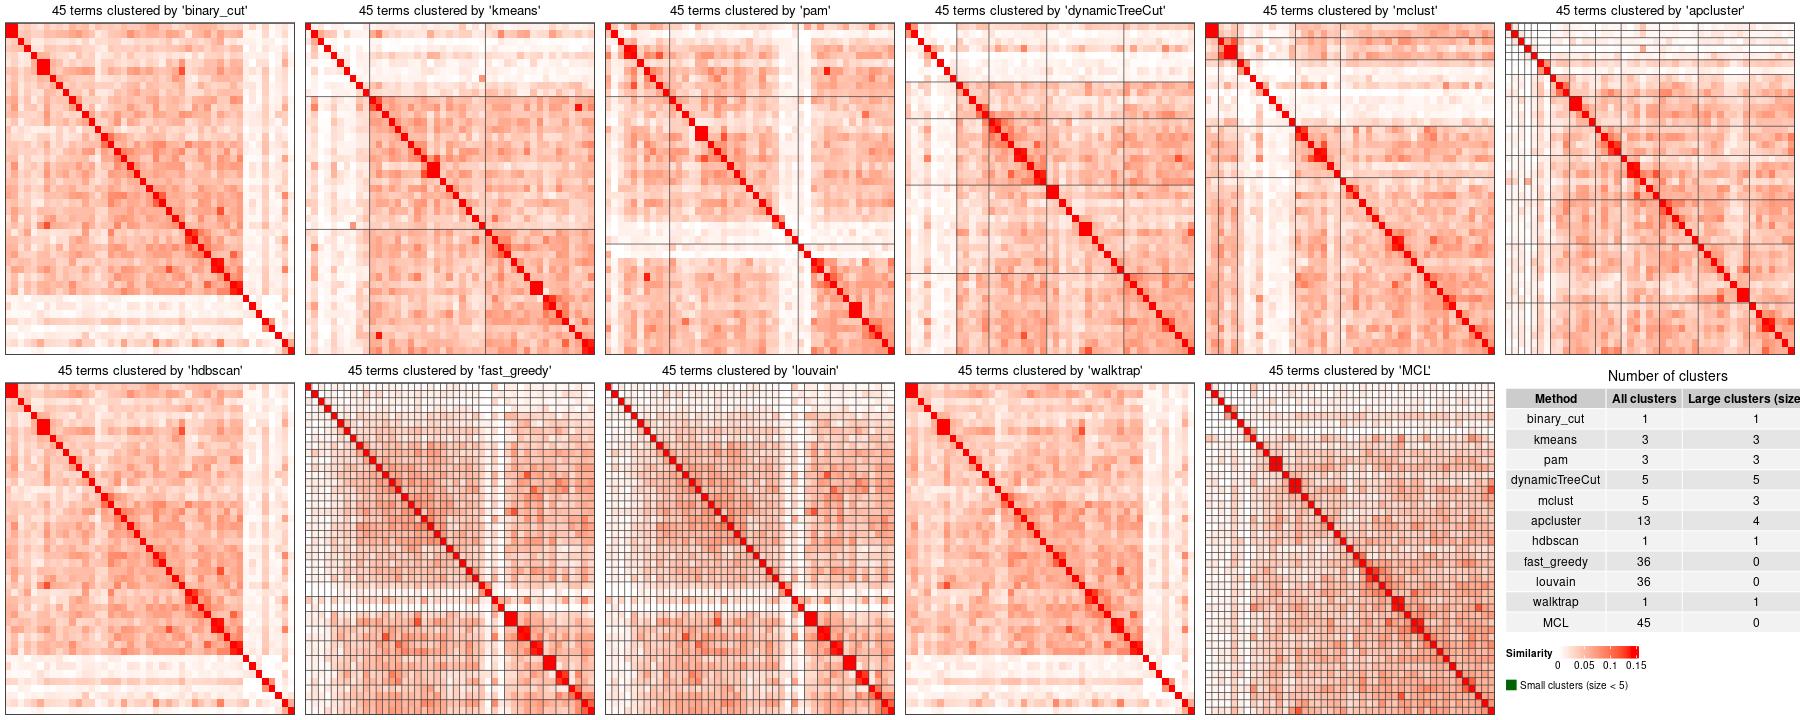 45 terms clustered by 'binary_cut'
45 terms clustered by 'kmeans'
45 terms clustered by 'pam'
45 terms clustered by 'dynamicTreeCut'
45 terms clustered by 'mclust'
45 terms clustered by 'apcluster'
45 terms clustered by 'hdbscan'
45 terms clustered by 'fast_greedy'
45 terms clustered by 'louvain'
45 terms clustered by 'walktrap'
45 terms clustered by 'MCL'
Number of clusters
Method All clusters Large clusters (size
binary_cut 1 1
kmeans 3 3
pam 3 3
dynamicTreeCut 5 5
mclust 5 3
apcluster 13 4
hdbscan 1 1
fast_greedy 36 0
louvain 36 0
walktrap 1 1
MCL 45 0
Similarity
0 0.05 0.1 0.15
Small clusters (size < 5)